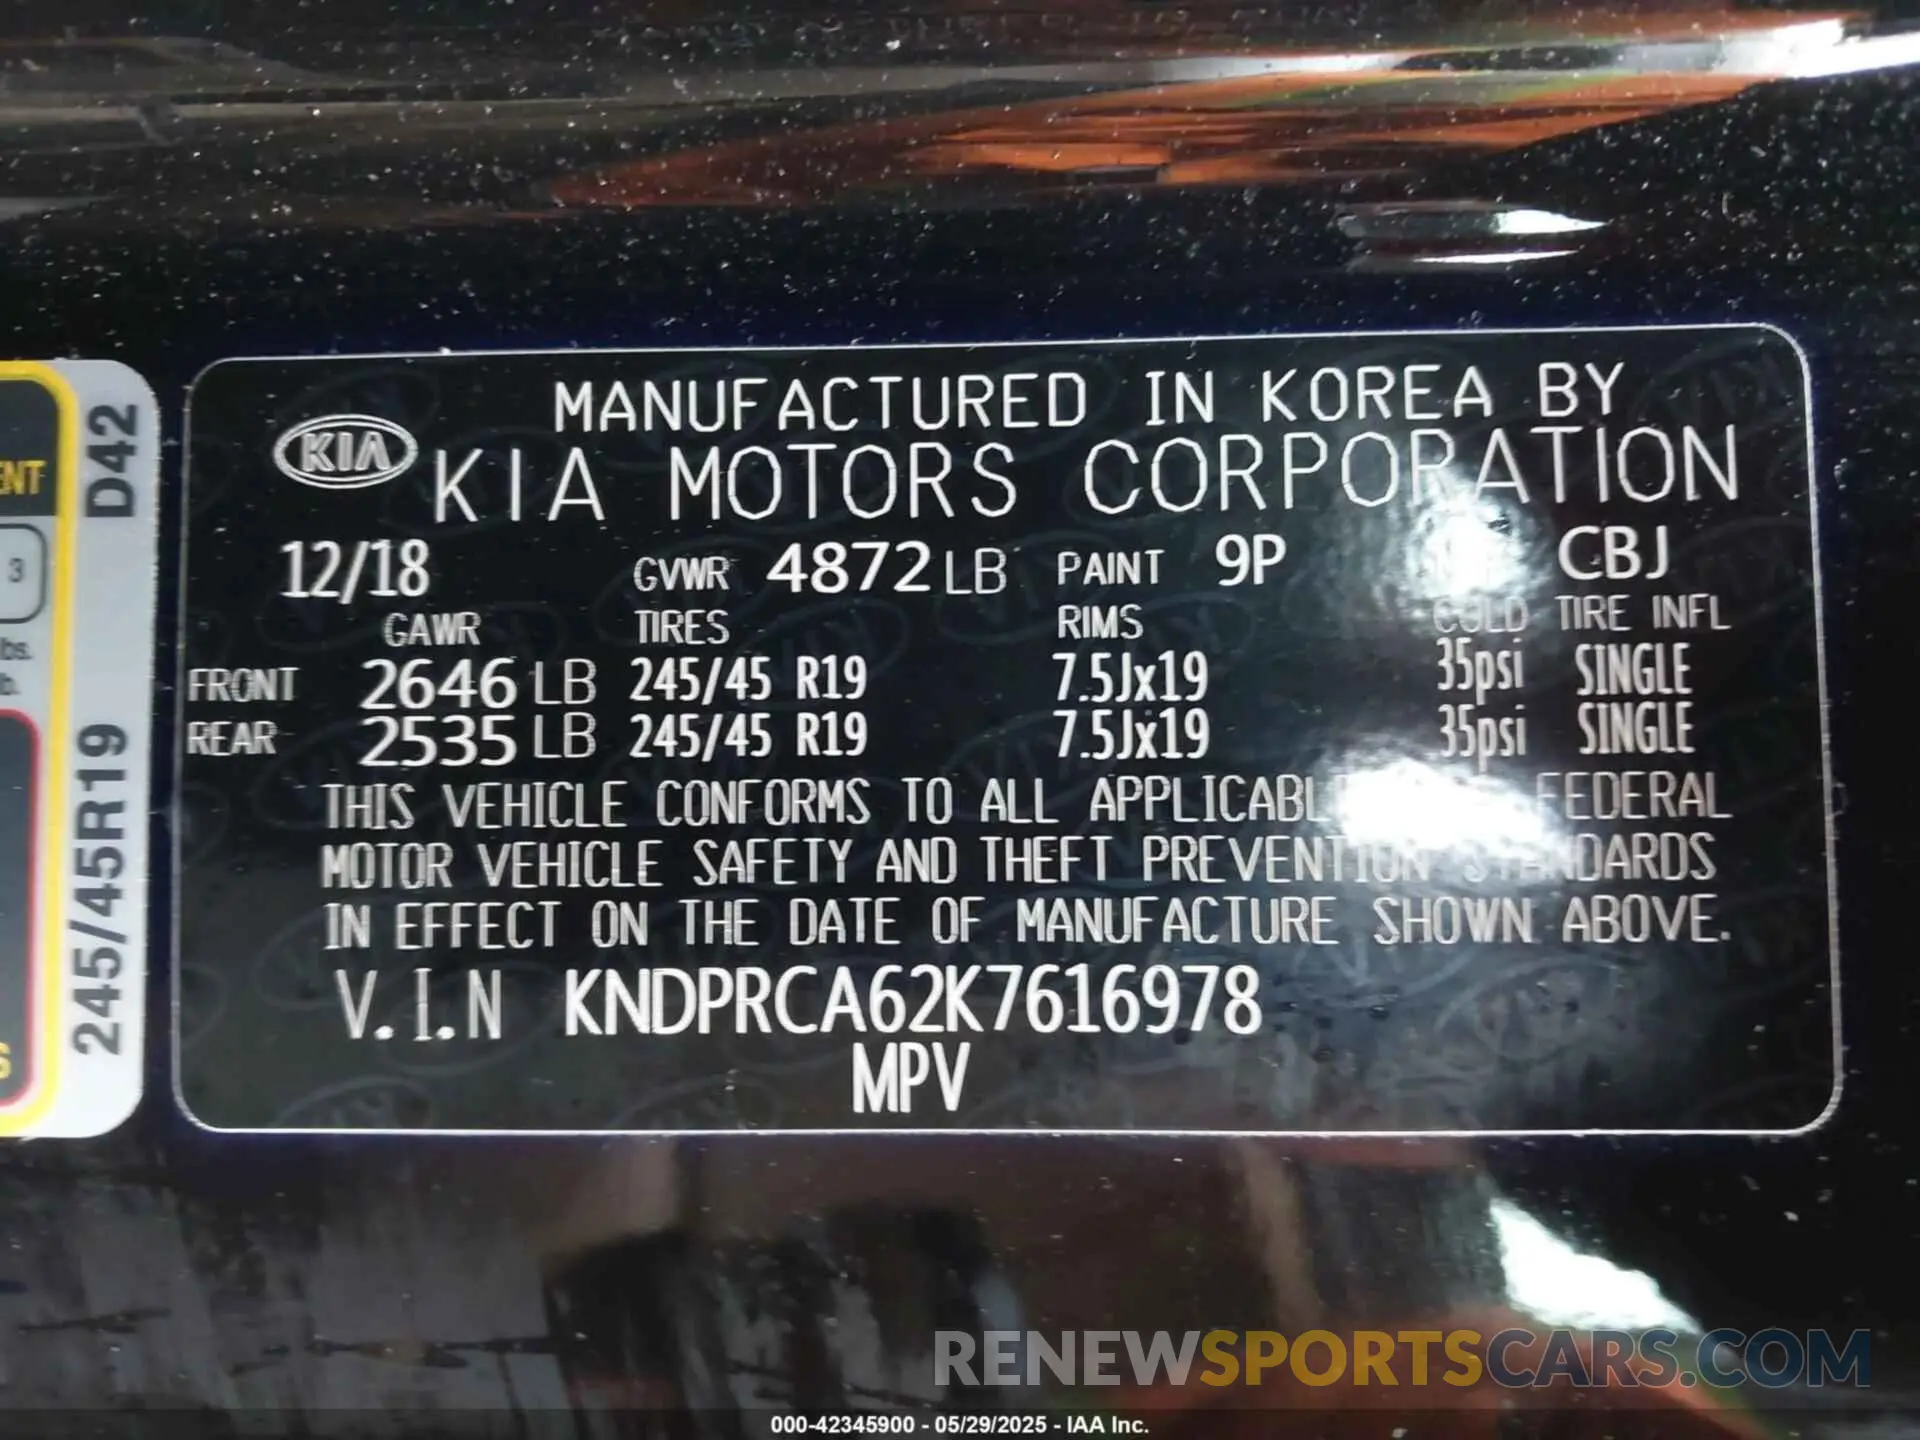 MANUFACTURED IN KOREA BY
KIA KIA MOTORS CORPORATION
12/18 GVWR 4872 LB PAINT 9P CBJ
GAWR TIRES RIMS COLD TIRE INFL
FRONT 2646 LB 245/45 R19 7.5Jx19 35psi SINGLE
REAR 2535 LB 245/45 R19 7.5Jx19 35psi SINGLE
THIS VEHICLE CONFORMS TO ALL FEDERAL
MOTOR VEHICLE SAFETY AND THEFT PREVENTION STANDARDS
IN EFFECT ON THE DATE OF MANUFACTURE SHOWN ABOVE.
V.I.N KNDPRCA62K7616978
MPV
245/45R19 D42
3
lbs.
RENEWSPORTSCARS.COM
000-42345900 - 05/29/2025 - IAA Inc.